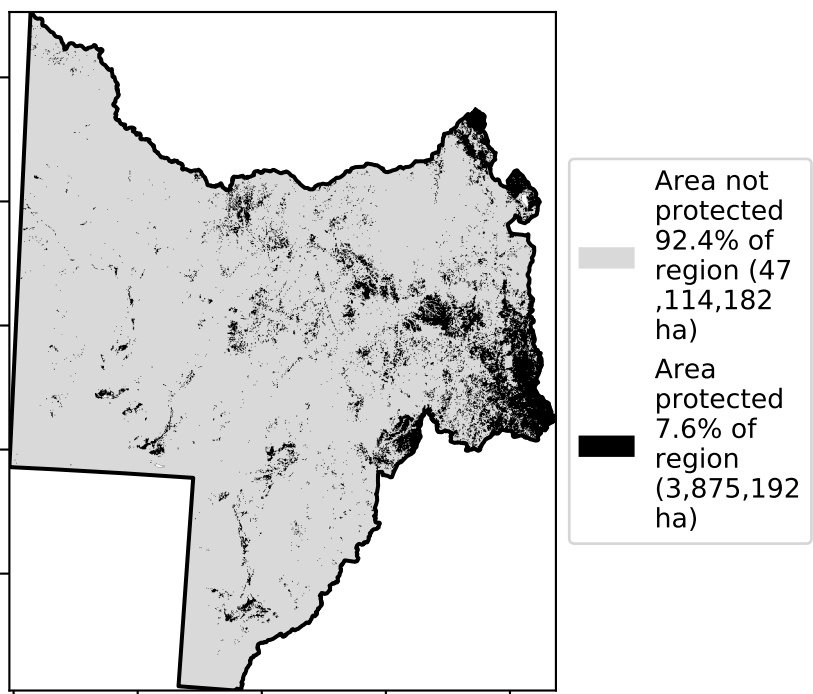 Area not
protected
92.4% of
region (47
,114,182
ha)
Area
protected
7.6% of
region
(3,875,192
ha)